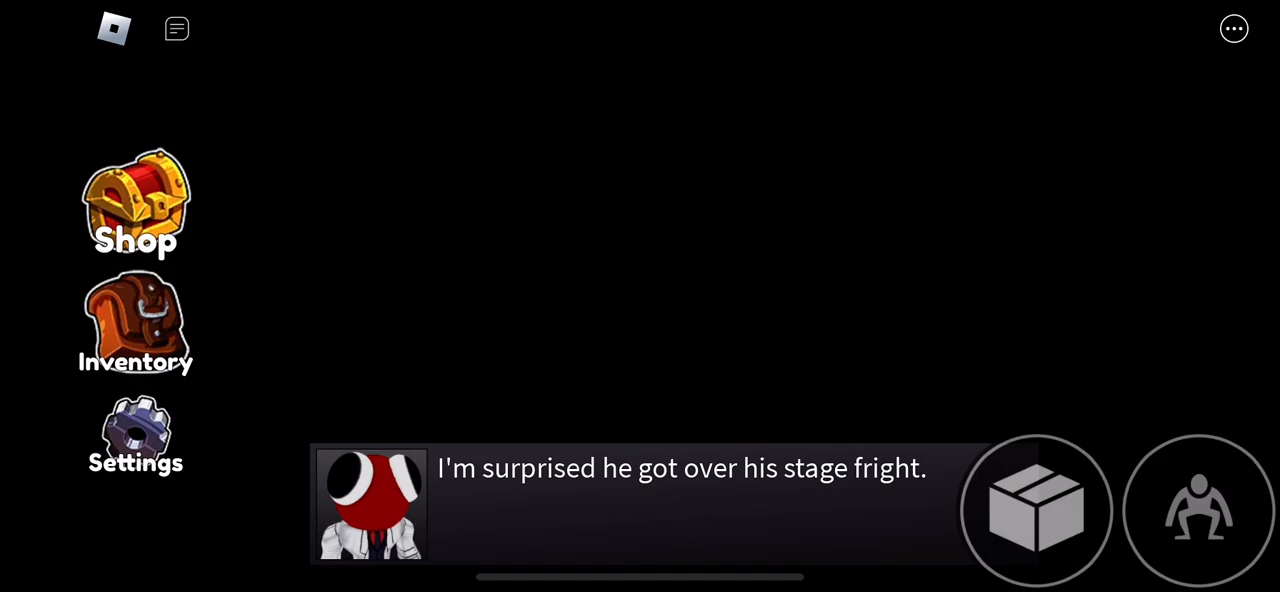 Shop
Inventory
Settings
I'm surprised he got over his stage fright.